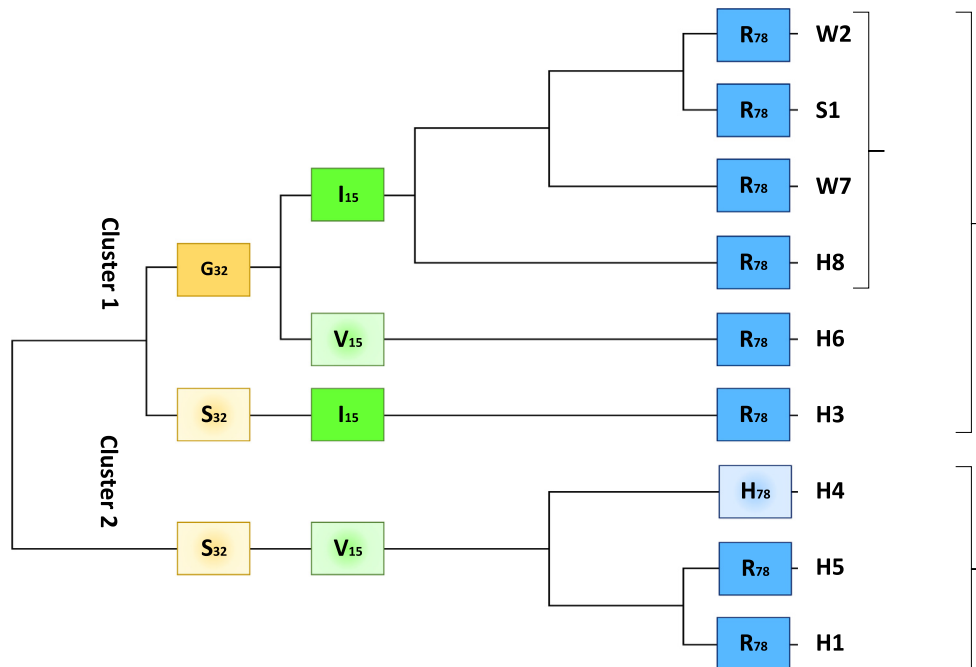 R78 W2
R78 S1
I15 R78 W7
Cluster 1
G32 R78 H8
V15 R78 H6
S32 I15 R78 H3
Cluster 2
H78 H4
S32 V15 R78 H5
R78 H1